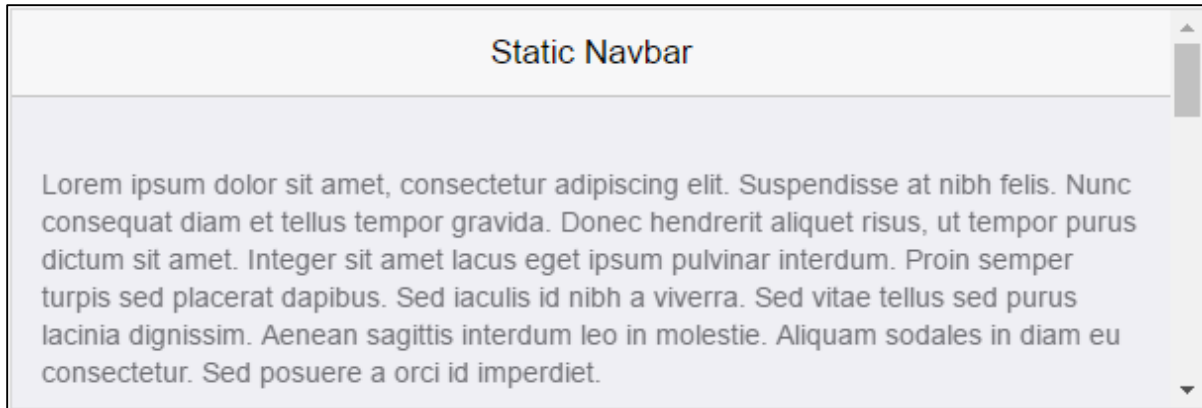 Static Navbar
Lorem ipsum dolor sit amet, consectetur adipiscing elit. Suspendisse at nibh felis. Nunc
consequat diam et tellus tempor gravida. Donec hendrerit aliquet risus, ut tempor purus
dictum sit amet. Integer sit amet lacus eget ipsum pulvinar interdum. Proin semper
turpis sed placerat dapibus. Sed iaculis id nibh a viverra. Sed vitae tellus sed purus
lacinia dignissim. Aenean sagittis interdum leo in molestie. Aliquam sodales in diam eu
consectetur. Sed posuere a orci id imperdiet.